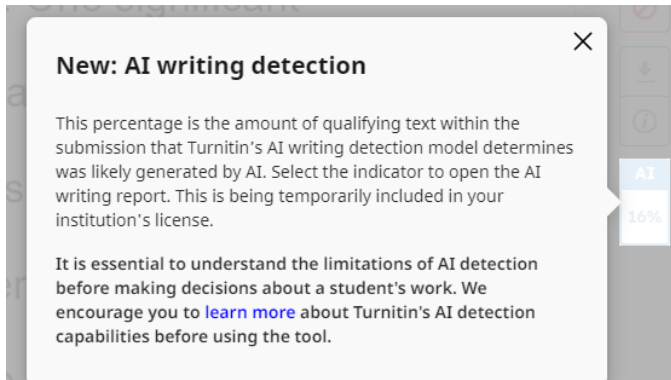 One significant
New: AI writing detection
This percentage is the amount of qualifying text within the
submission that Turnitin's AI writing detection model determines
was likely generated by AI. Select the indicator to open the AI
writing report. This is being temporarily included in your
institution's license.
It is essential to understand the limitations of AI detection
before making decisions about a student's work. We
encourage you to learn more about Turnitin's AI detection
capabilities before using the tool.
AI
16%